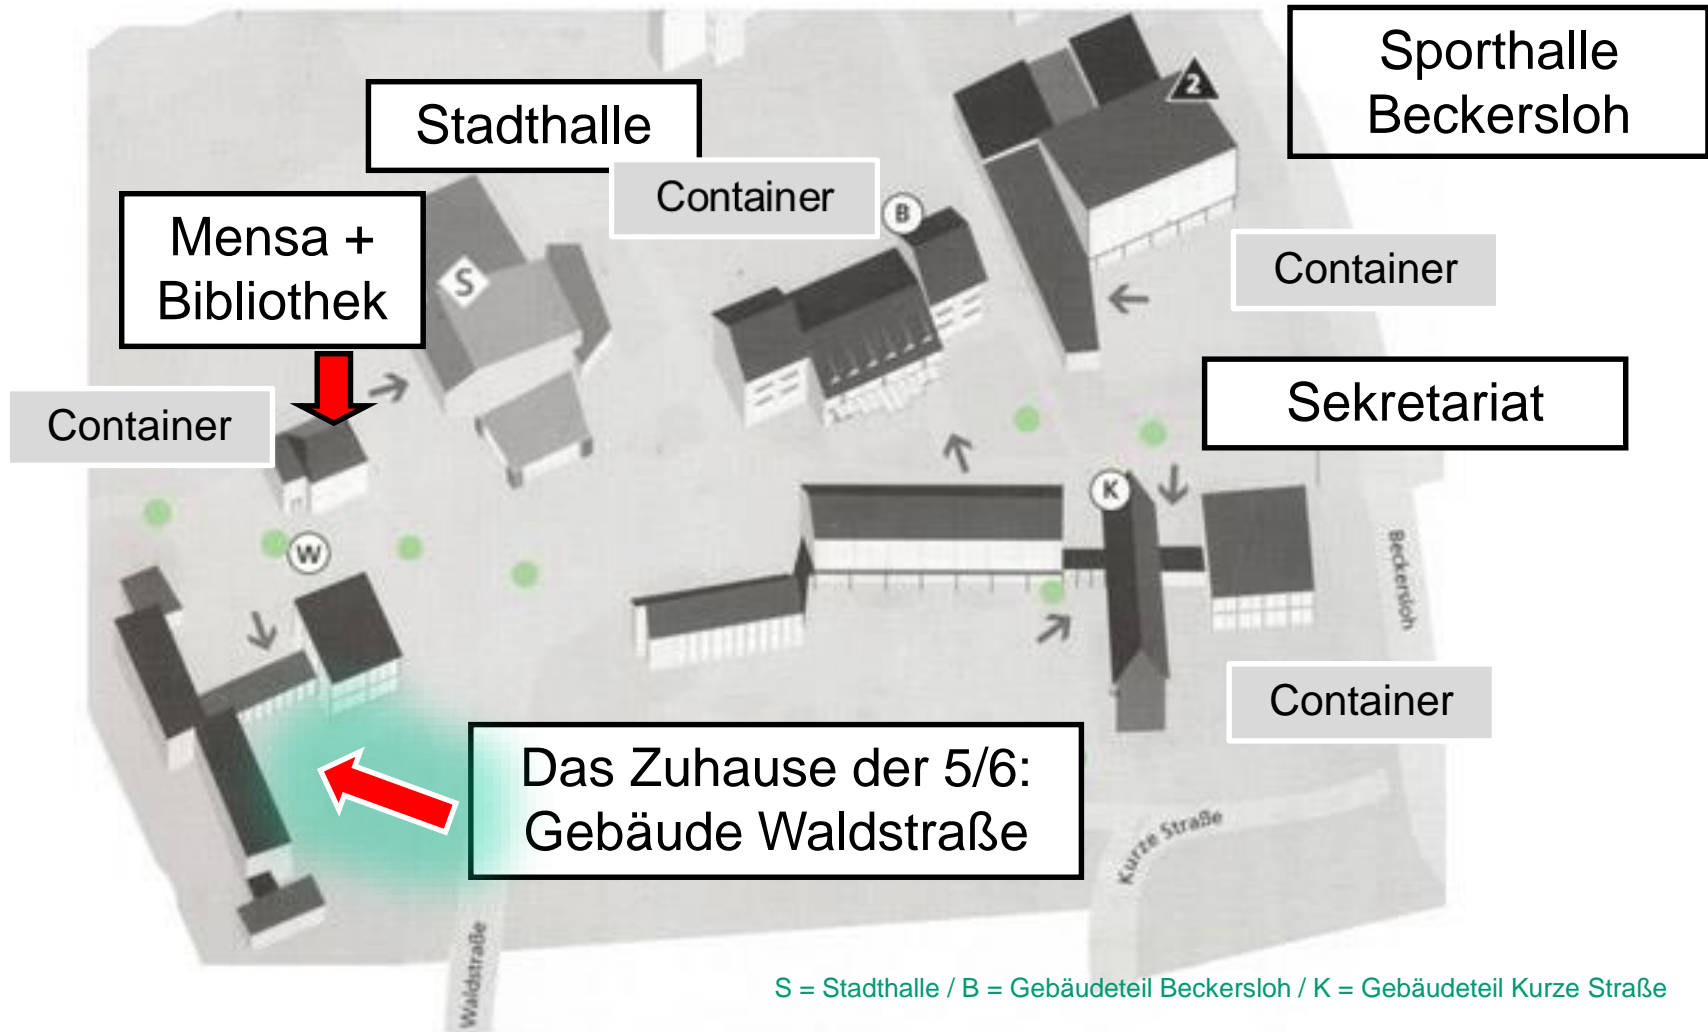 Sporthalle
Beckersloh
2
Stadthalle
Container
B
Mensa +
Bibliothek
S
Container
Sekretariat
Container
K
W
Beckersloh
Container
Das Zuhause der 5/6:
Gebäude Waldstraße
Kurze Straße
Waldstraße
S = Stadthalle / B = Gebäudeteil Beckersloh / K = Gebäudeteil Kurze Straße